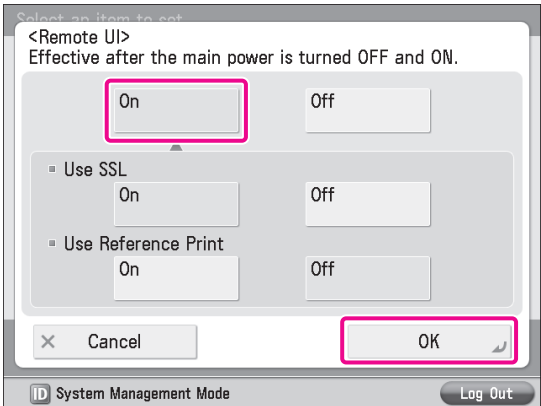 Select an item to set.
<Remote UI>
Effective after the main power is turned OFF and ON.
On Off
Use SSL
On Off
Use Reference Print
On Off
Cancel OK
ID System Management Mode Log Out